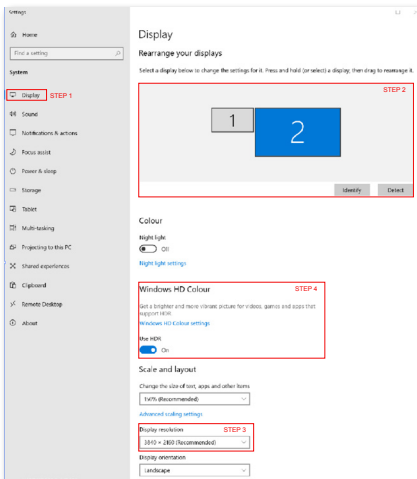 Settings
Home
Find a setting
System
Display STEP 1
Sound
Notifications & actions
Focus assist
Power & sleep
Storage
Tablet
Multi-tasking
Projecting to this PC
Shared experiences
Clipboard
Remote Desktop
About
Display
Rearrange your displays
Select a display below to change the settings for it. Press and hold (or select) a display, then drag to rearrange it.
STEP 2
1
2
Identify Detect
Colour
Night light
Off
Night light settings
Windows HD Colour STEP 4
Get a brighter and more vibrant picture for videos, games and apps that
support HDR.
Windows HD Colour settings
Use HDR
On
Scale and layout
Change the size of text, apps and other items
(Recommended)
Advanced scaling settings
Display resolution STEP 3
3840 × 2160 (Recommended)
Display orientation
Landscape